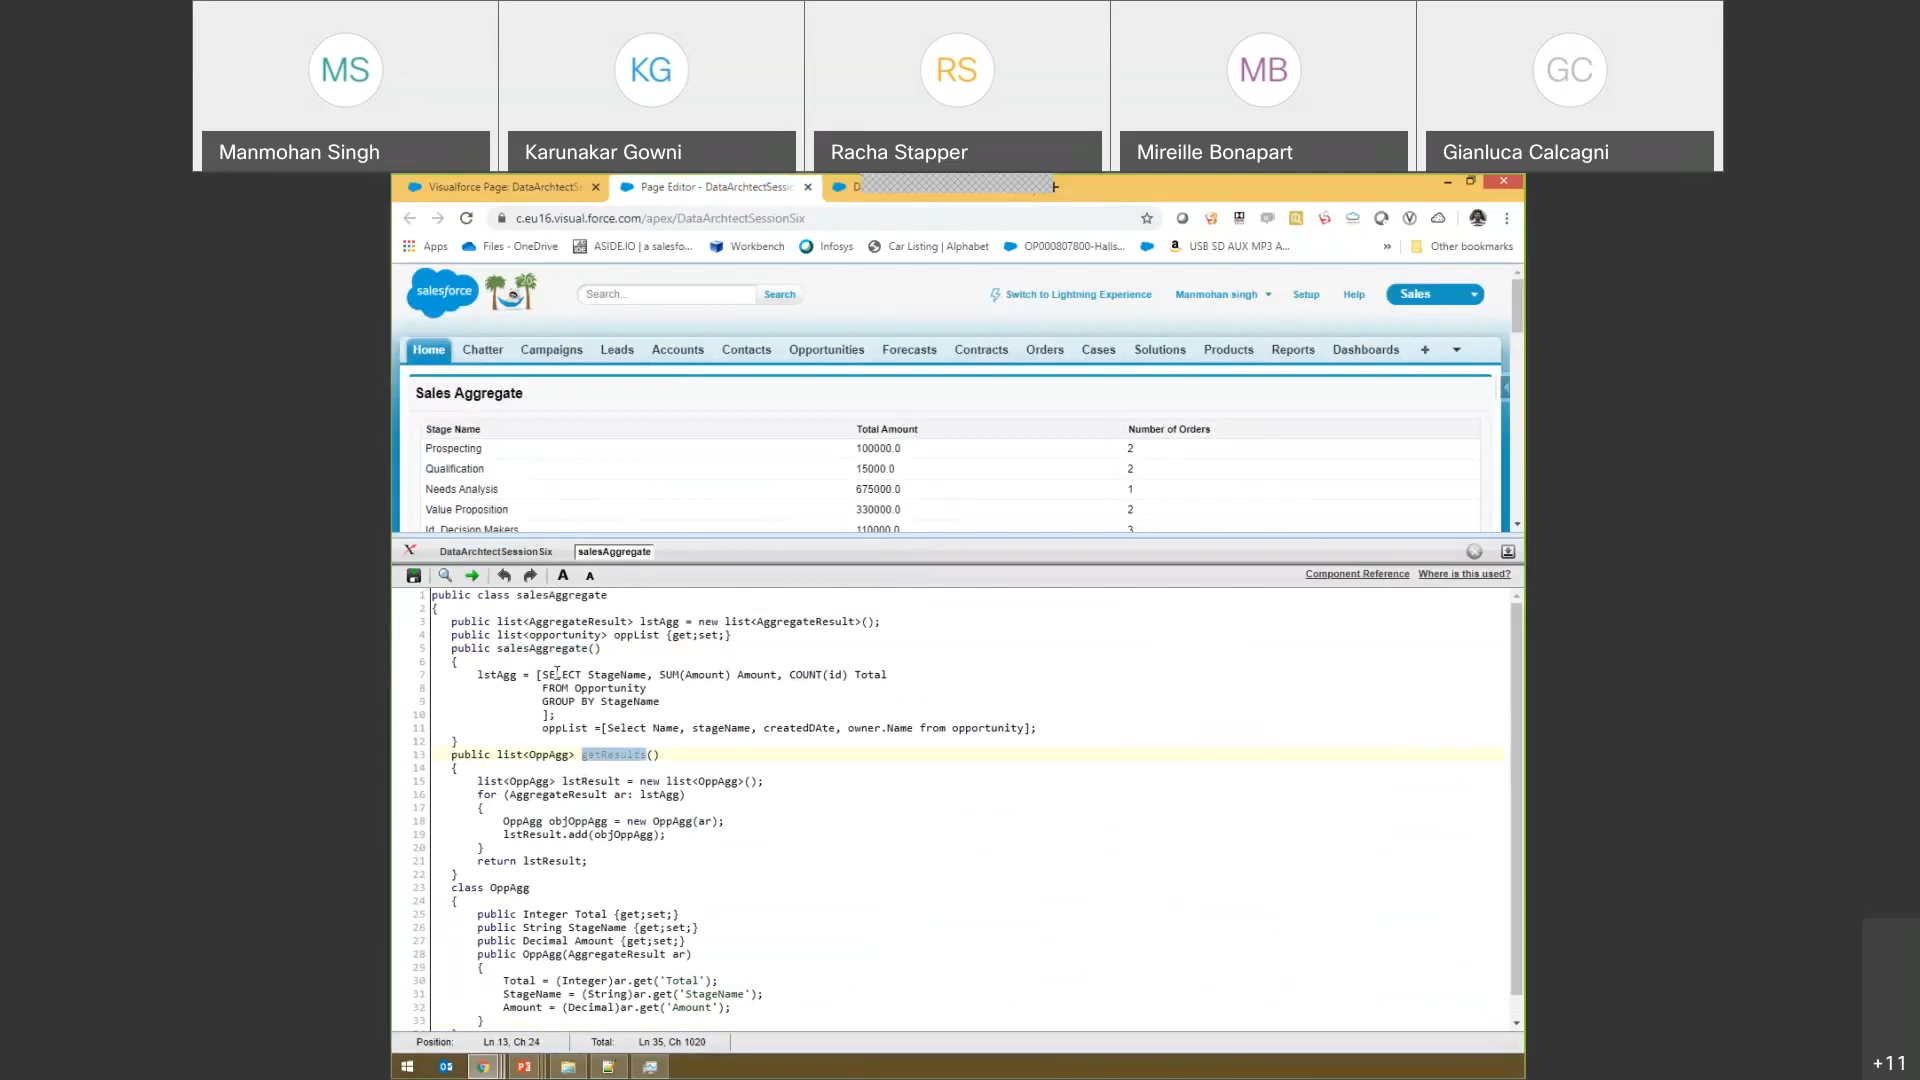 MS
KG
RS
MB
GC
Manmohan Singh
Karunakar Gowni
Racha Stapper
Mireille Bonapart
Gianluca Calcagni
Visualforce Page: DataArchtectS
Page Editor - DataArchtectSessio
D
c.eu16.visual.force.com/apex/DataArchtectSessionSix
Apps
Files - OneDrive
ASIDE.IO | a salesfo...
Workbench
Infosys
Car Listing | Alphabet
OP000807800-Halls...
USB SD AUX MP3 A...
»
Other bookmarks
salesforce
Search...
Search
Switch to Lightning Experience
Manmohan singh
Setup
Help
Sales
Home
Chatter
Campaigns
Leads
Accounts
Contacts
Opportunities
Forecasts
Contracts
Orders
Cases
Solutions
Products
Reports
Dashboards
+
Sales Aggregate
Stage Name Total Amount Number of Orders
Prospecting 100000.0 2
Qualification 15000.0 2
Needs Analysis 675000.0 1
Value Proposition 330000.0 2
Id. Decision Makers 110000.0 3
DataArchtectSessionSix
salesAggregate
A A
Component Reference
Where is this used?
1 public class salesAggregate
2 {
3 public list<AggregateResult> lstAgg = new list<AggregateResult>();
4 public list<opportunity> oppList {get;set;}
5 public salesAggregate()
6 {
7 lstAgg = [SELECT StageName, SUM(Amount) Amount, COUNT(id) Total
8 FROM Opportunity
9 GROUP BY StageName
10 ];
11 oppList =[Select Name, stageName, createdDAte, owner.Name from opportunity];
12 }
13 public list<OppAgg> getResults()
14 {
15 list<OppAgg> lstResult = new list<OppAgg>();
16 for (AggregateResult ar: lstAgg)
17 {
18 OppAgg objOppAgg = new OppAgg(ar);
19 lstResult.add(objOppAgg);
20 }
21 return lstResult;
22 }
23 class OppAgg
24 {
25 public Integer Total {get;set;}
26 public String StageName {get;set;}
27 public Decimal Amount {get;set;}
28 public OppAgg(AggregateResult ar)
29 {
30 Total = (Integer)ar.get('Total');
31 StageName = (String)ar.get('StageName');
32 Amount = (Decimal)ar.get('Amount');
33 }
Position: Ln 13, Ch 24 Total: Ln 35, Ch 1020
+11